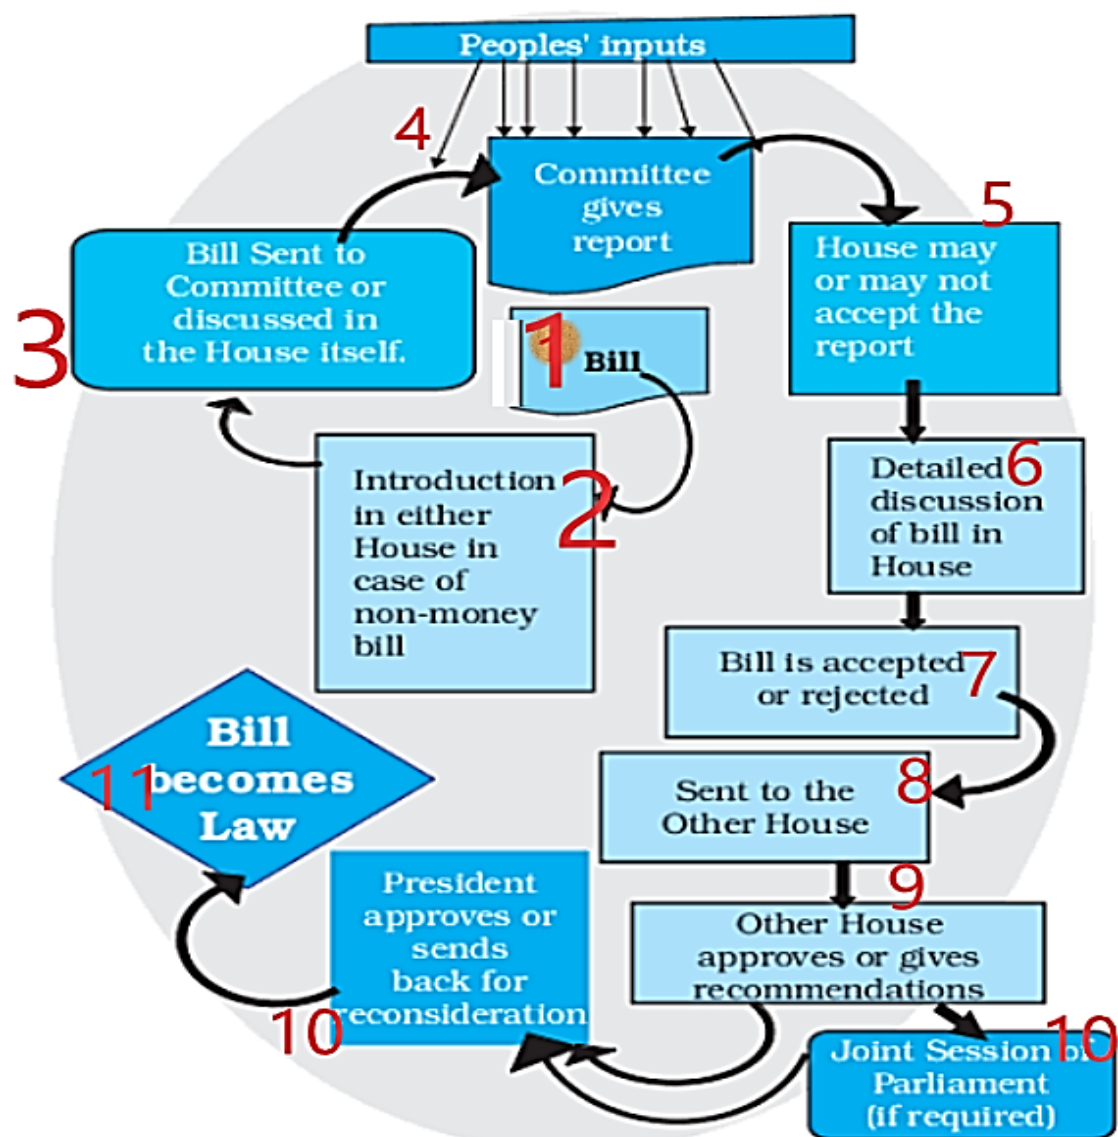 Peoples' inputs
4
Committee
gives
report
5
House may
or may not
accept the
report
Bill Sent to
Committee or
discussed in
the House itself.
3
1
Bill
Introduction
in either
House in
case of
non-money
bill
2
Detailed
discussion
of bill in
House
6
Bill is accepted
or rejected
7
Sent to the
Other House
8
9
Other House
approves or gives
recommendations
10
Joint Session of
Parliament
(if required)
President
approves or
sends
back for
reconsideration
10
Bill
becomes
Law
11